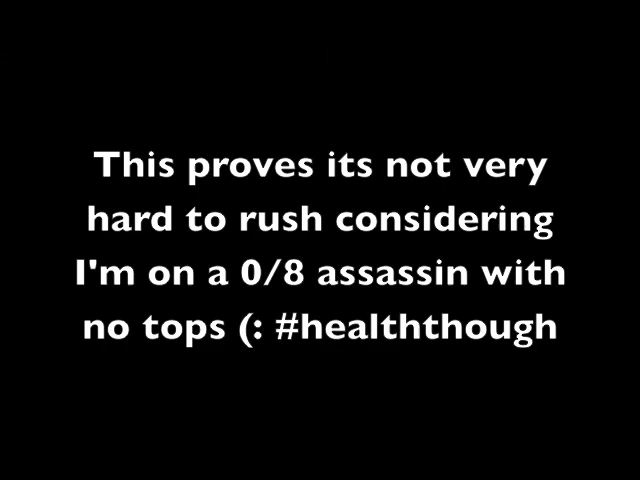 This proves its not very
hard to rush considering
I'm on a 0/8 assassin with
no tops (: #healththough